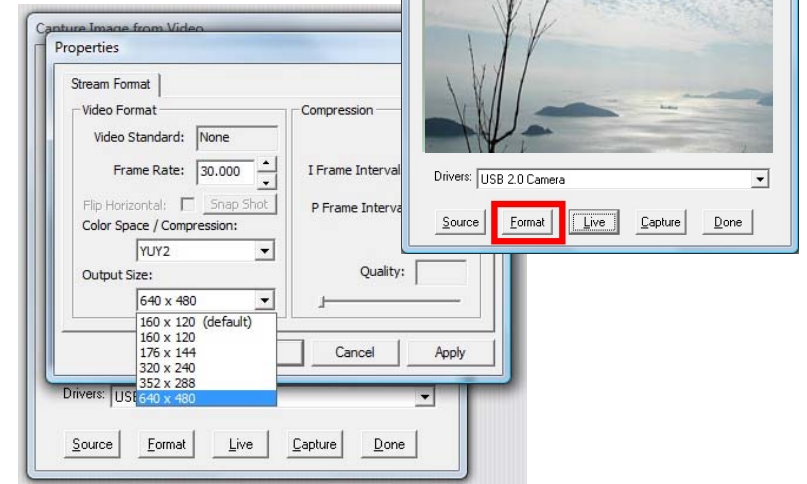 Capture Image from Video
Properties
Stream Format
Video Format
Video Standard: None
Frame Rate: 30.000
Flip Horizontal: Snap Shot
Color Space / Compression:
YUY2
Output Size:
640 x 480
160 x 120 (default)
160 x 120
176 x 144
320 x 240
352 x 288
640 x 480
Compression
I Frame Interval
P Frame Interva
Quality:
Cancel Apply
Drivers: USB
Source Format Live Capture Done
Drivers: USB 2.0 Camera
Source Format Live Capture Done